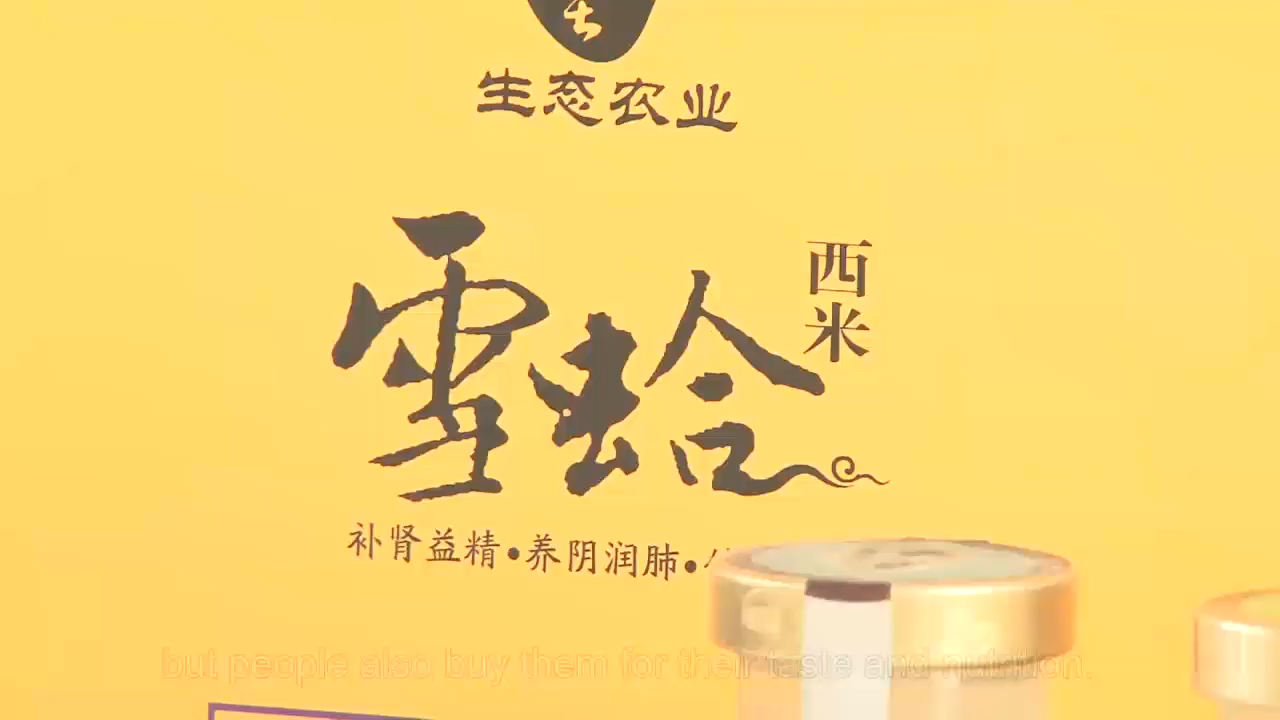 生态农业
雪蛤
西米
补肾益精·养阴润肺·
but people also buy them for their taste and nutrition.